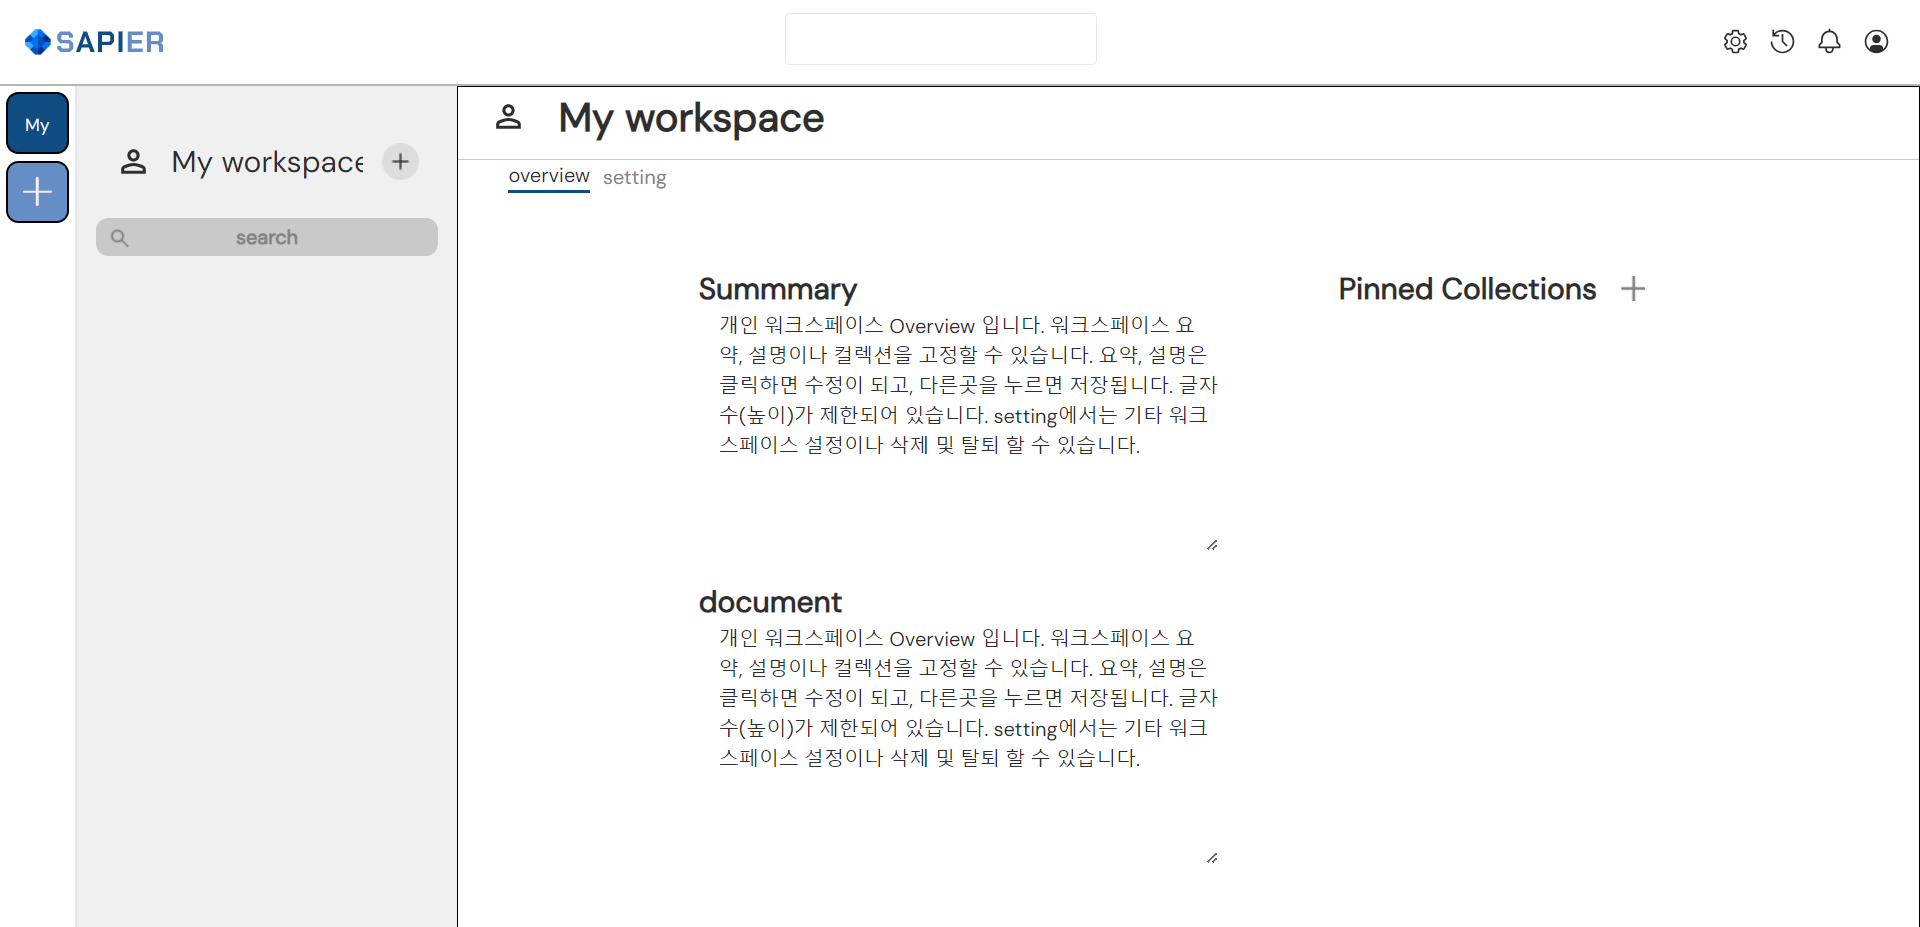 SAPIER
My
My workspace
search
My workspace
overview setting
Summmary
개인 워크스페이스 Overview 입니다. 워크스페이스 요
약, 설명이나 컬렉션을 고정할 수 있습니다. 요약, 설명은
클릭하면 수정이 되고, 다른곳을 누르면 저장됩니다. 글자
수(높이)가 제한되어 있습니다. setting에서는 기타 워크
스페이스 설정이나 삭제 및 탈퇴 할 수 있습니다.
Pinned Collections
document
개인 워크스페이스 Overview 입니다. 워크스페이스 요
약, 설명이나 컬렉션을 고정할 수 있습니다. 요약, 설명은
클릭하면 수정이 되고, 다른곳을 누르면 저장됩니다. 글자
수(높이)가 제한되어 있습니다. setting에서는 기타 워크
스페이스 설정이나 삭제 및 탈퇴 할 수 있습니다.